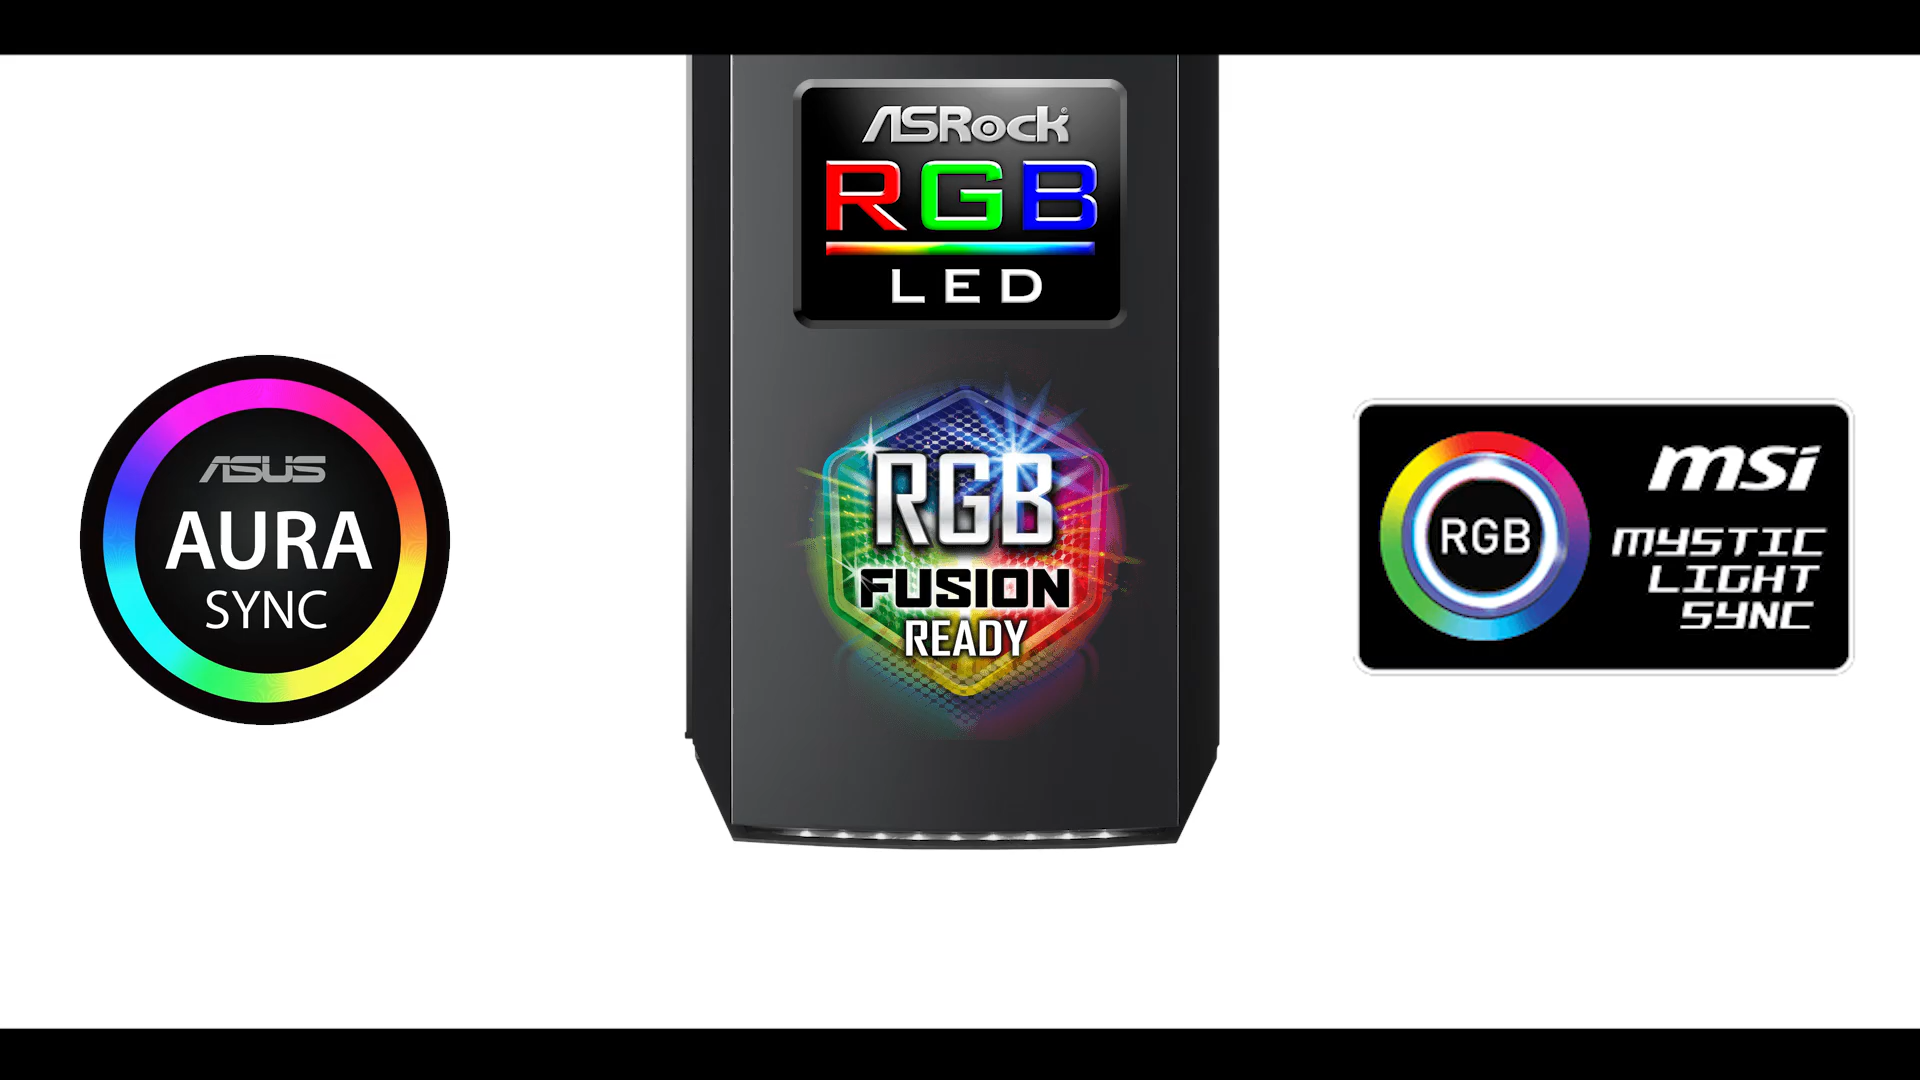 ASRock
RGB
LED
ASUS
AURA
SYNC
RGB
FUSION
READY
RGB
msi
MYSTIC
LIGHT
SYNC